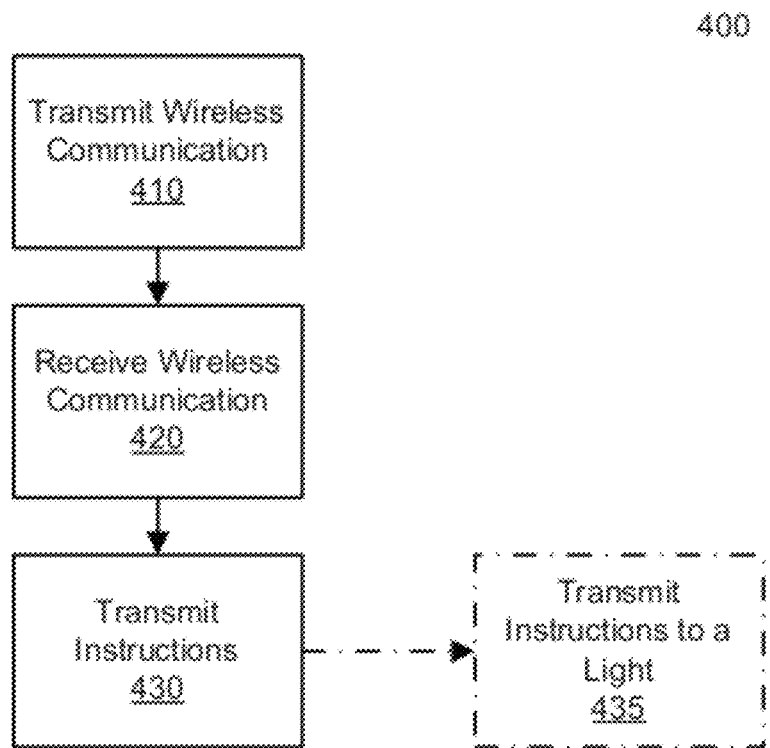 400
Transmit Wireless
Communication
410
Receive Wireless
Communication
420
Transmit
Instructions
430
Transmit
Instructions to a
Light
435